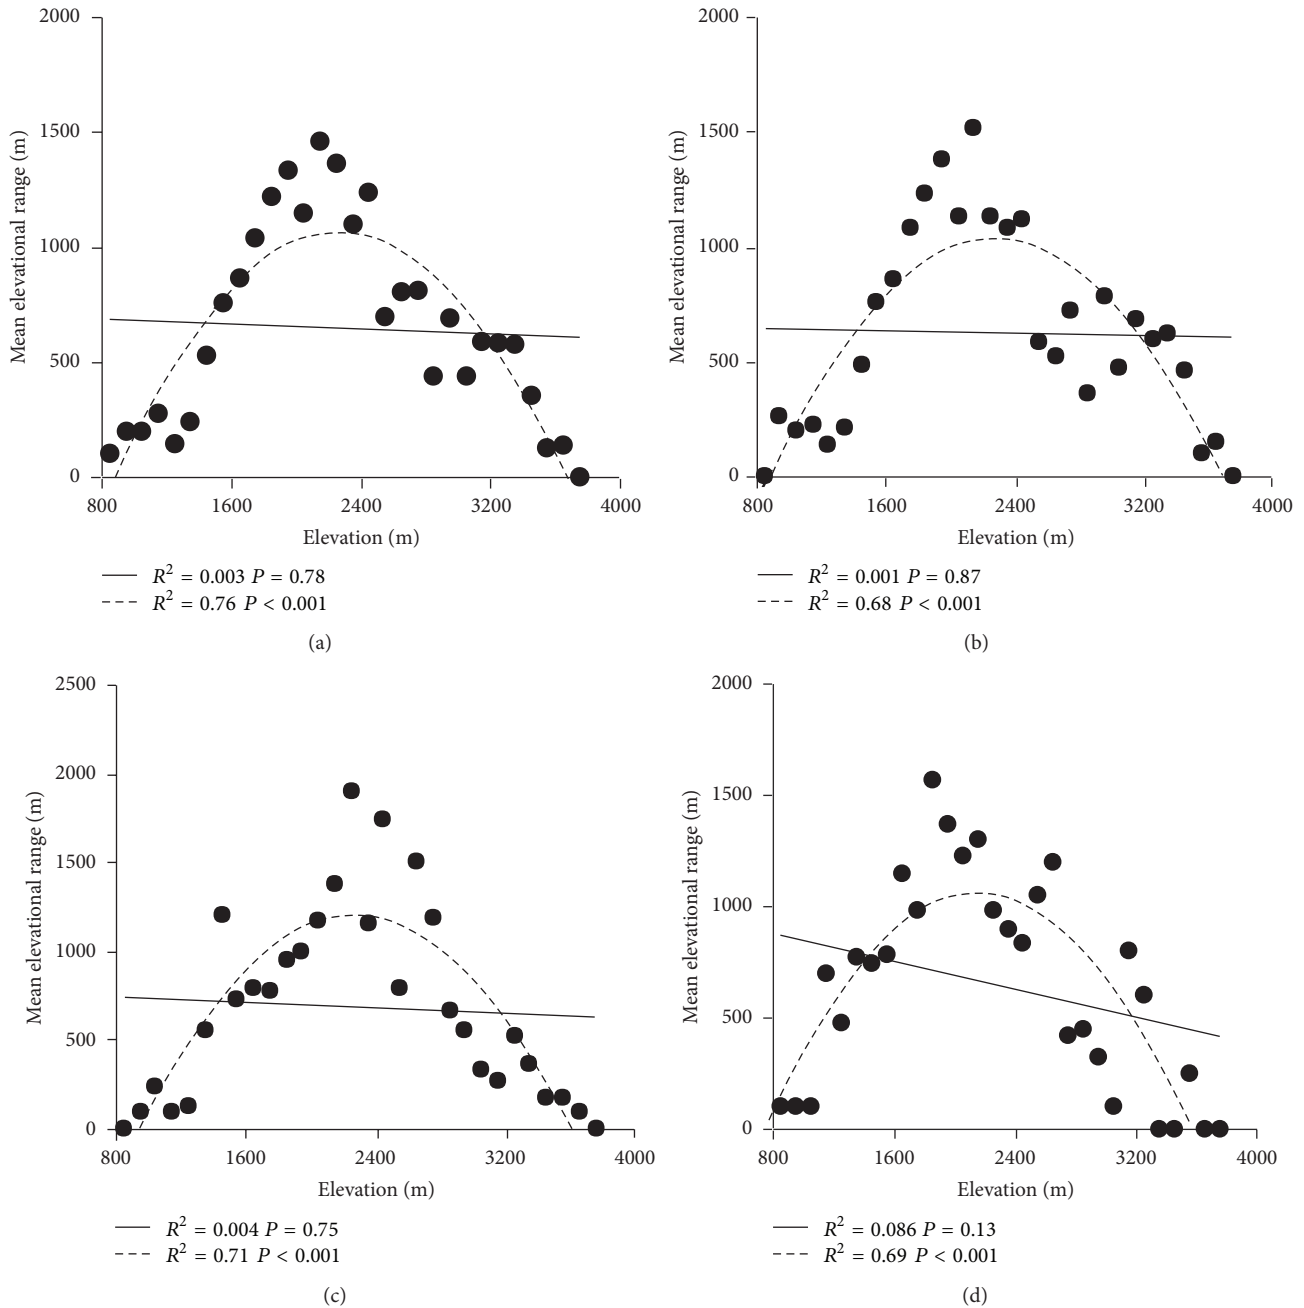 2000
1500
1000
500
0
Mean elevational range (m)
800 1600 2400 3200 4000
Elevation (m)
R² = 0.003 P = 0.78
R² = 0.76 P < 0.001
(a)
2000
1500
1000
500
0
Mean elevational range (m)
800 1600 2400 3200 4000
Elevation (m)
R² = 0.001 P = 0.87
R² = 0.68 P < 0.001
(b)
2500
2000
1500
1000
500
0
Mean elevational range (m)
800 1600 2400 3200 4000
Elevation (m)
R² = 0.004 P = 0.75
R² = 0.71 P < 0.001
(c)
2000
1500
1000
500
0
Mean elevational range (m)
800 1600 2400 3200 4000
Elevation (m)
R² = 0.086 P = 0.13
R² = 0.69 P < 0.001
(d)